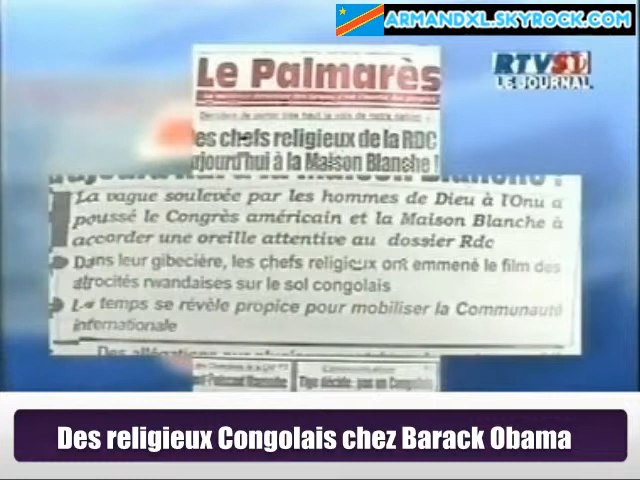 ARMANDXL.SKYROCK.COM
RTVS1
LE JOURNAL
Le Palmarès
es chefs religieux de la RDC
ujourd'hui à la Maison Blanche !
La vague soulevée par les hommes de Dieu à l'Onu a
poussé le Congrès américain et la Maison Blanche à
accorder une oreille attentive au dossier Rdc
Dans leur gibecière, les chefs religieux ont emmené le film des
atrocités rwandaises sur le sol congolais
Le temps se révèle propice pour mobiliser la Communauté
internationale
Des religieux Congolais chez Barack Obama